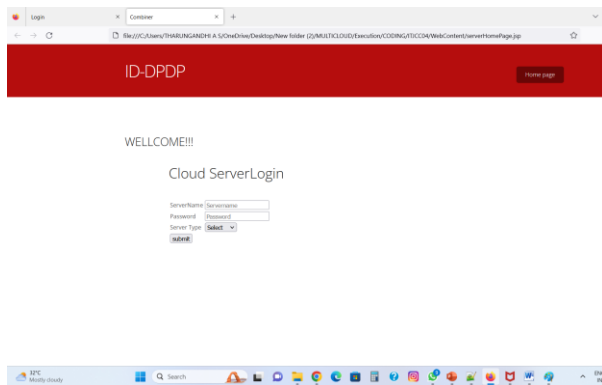 Login
Combiner
file:///C:/Users/THARUNGANDHI A.S/OneDrive/Desktop/New folder (2)/MULTICLOUD/Execution/CODING/ITICC04/WebContent/serverHomePage.jsp
ID-DPDP
Home page
WELLCOME!!!
Cloud ServerLogin
ServerName Servername
Password Password
Server Type Select
submit
32°C
Mostly cloudy
Search